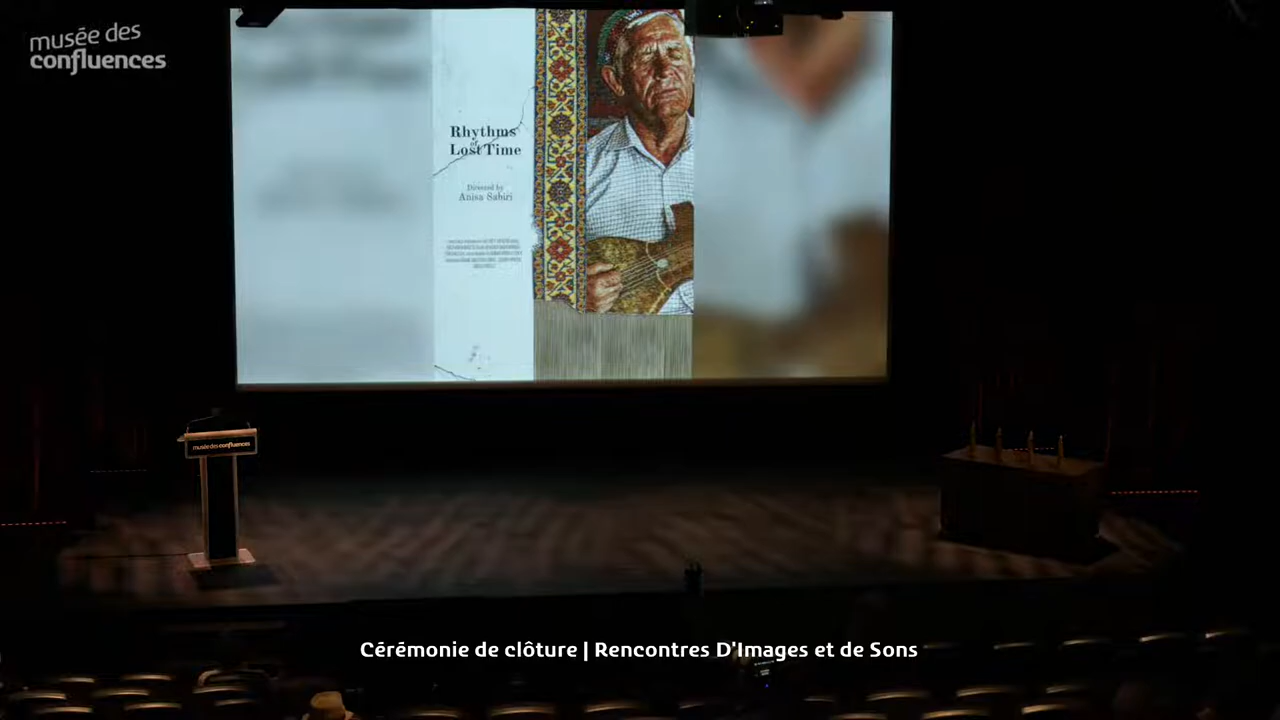 musée des
confluences
Rhythms
of
Lost Time
Directed by
Anisa Sabiri
musée des confluences
Cérémonie de clôture | Rencontres D'Images et de Sons